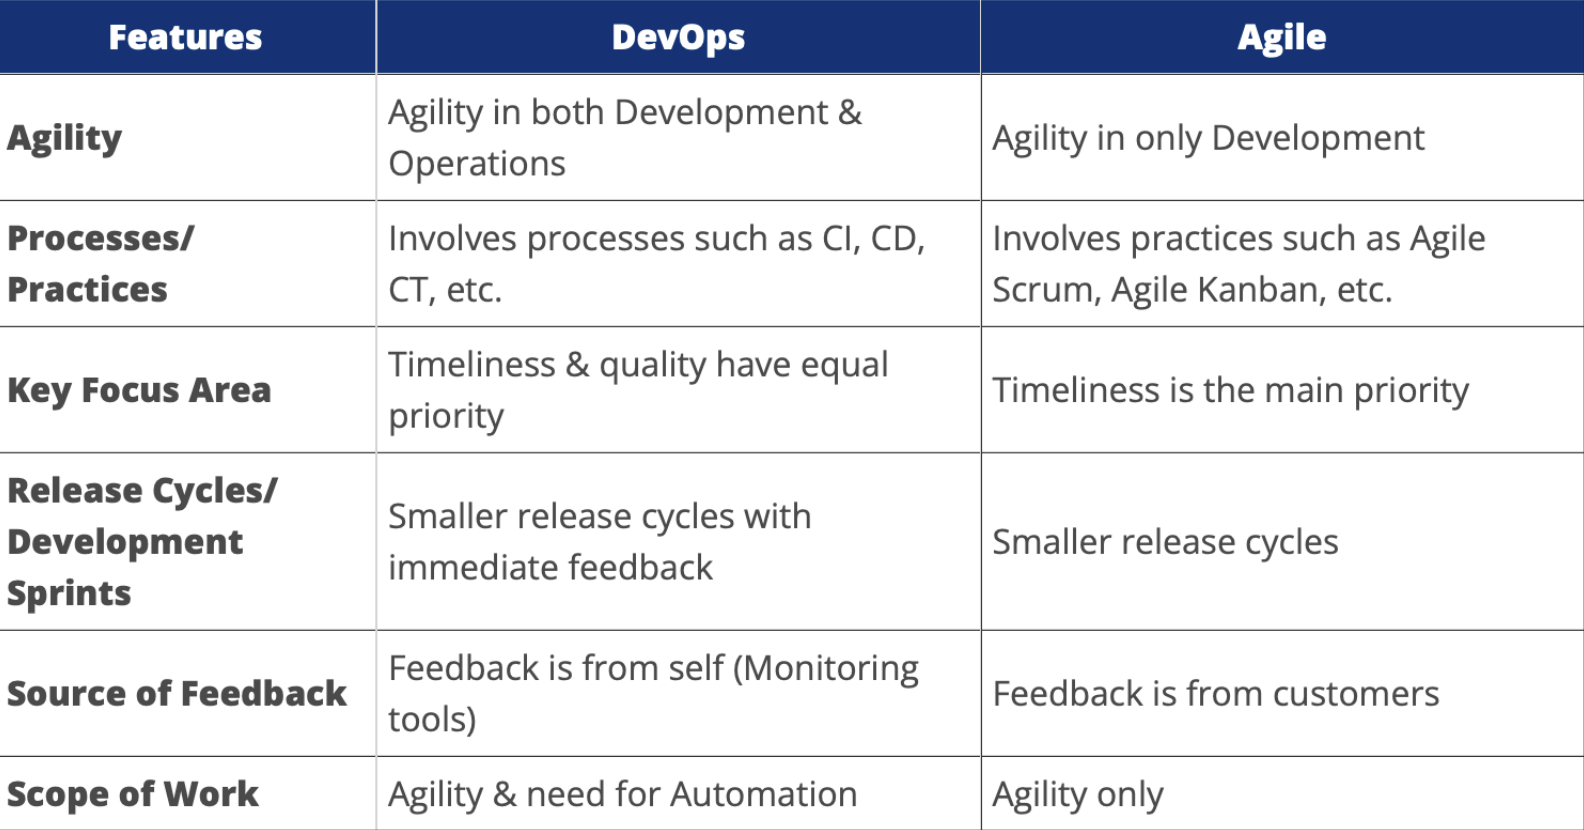 Features DevOps Agile
Agility
Agility in both Development &
Operations
Agility in only Development
Processes/
Practices
Involves processes such as CI, CD,
CT, etc.
Involves practices such as Agile
Scrum, Agile Kanban, etc.
Key Focus Area
Timeliness & quality have equal
priority
Timeliness is the main priority
Release Cycles/
Development
Sprints
Smaller release cycles with
immediate feedback
Smaller release cycles
Source of Feedback
Feedback is from self (Monitoring
tools)
Feedback is from customers
Scope of Work
Agility & need for Automation
Agility only